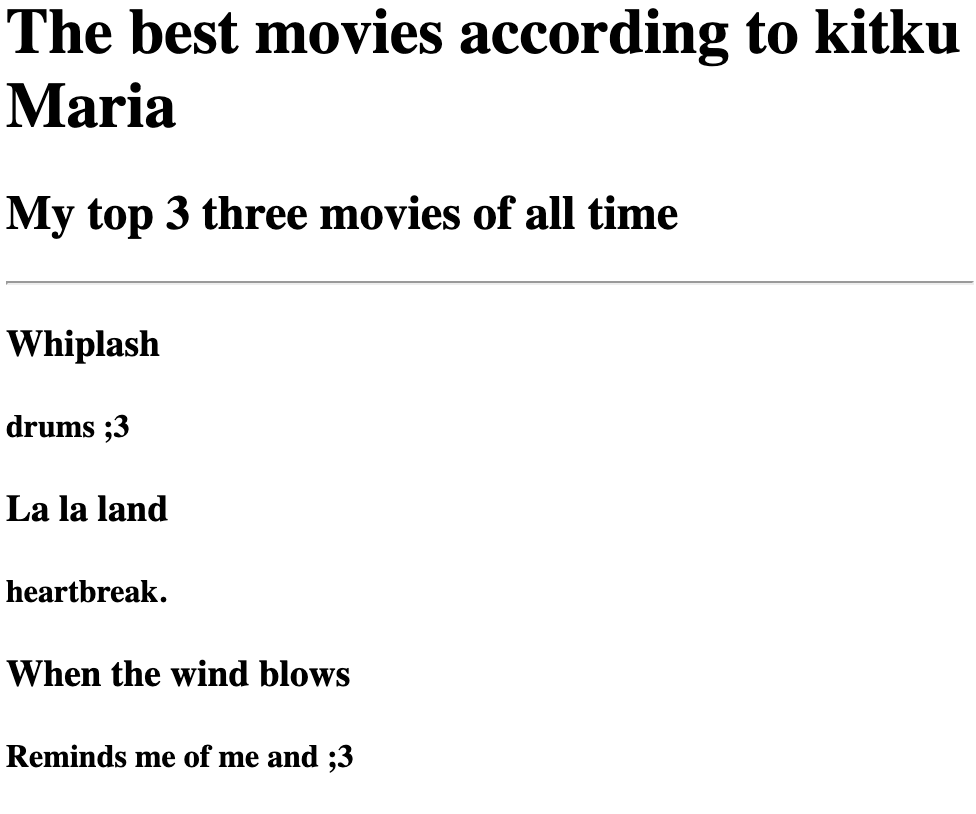 The best movies according to kitku
Maria
My top 3 three movies of all time
Whiplash
drums ;3
La la land
heartbreak.
When the wind blows
Reminds me of me and ;3